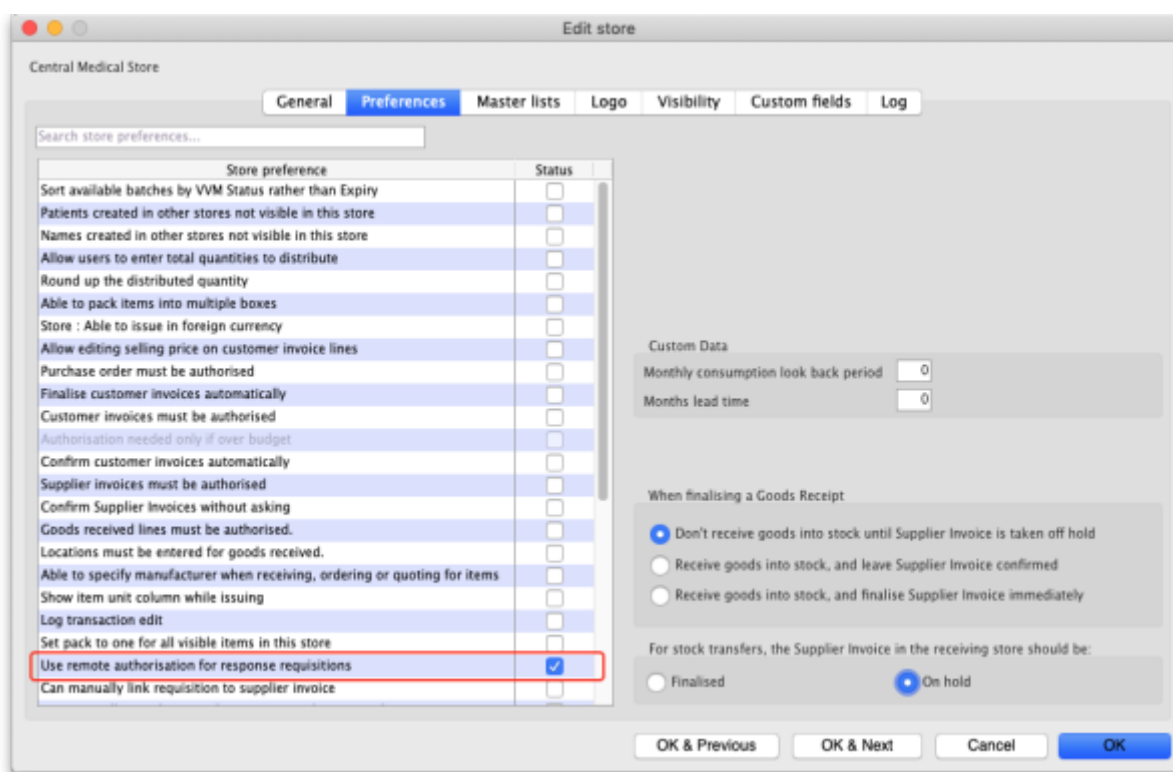 Edit store
Central Medical Store
General Preferences Master lists Logo Visibility Custom fields Log
Search store preferences...
Store preference Status
Sort available batches by VVM Status rather than Expiry
Patients created in other stores not visible in this store
Names created in other stores not visible in this store
Allow users to enter total quantities to distribute
Round up the distributed quantity
Able to pack items into multiple boxes
Store : Able to issue in foreign currency
Allow editing selling price on customer invoice lines
Purchase order must be authorised
Finalise customer invoices automatically
Customer invoices must be authorised
Authorisation needed only if over budget
Confirm customer invoices automatically
Supplier invoices must be authorised
Confirm Supplier Invoices without asking
Goods received lines must be authorised.
Locations must be entered for goods received.
Able to specify manufacturer when receiving, ordering or quoting for items
Show item unit column while issuing
Log transaction edit
Set pack to one for all visible items in this store
Use remote authorisation for response requisitions
Can manually link requisition to supplier invoice
Custom Data
Monthly consumption look back period 0
Months lead time 0
When finalising a Goods Receipt
Don't receive goods into stock until Supplier Invoice is taken off hold
Receive goods into stock, and leave Supplier Invoice confirmed
Receive goods into stock, and finalise Supplier Invoice immediately
For stock transfers, the Supplier Invoice in the receiving store should be:
Finalised On hold
OK & Previous OK & Next Cancel OK